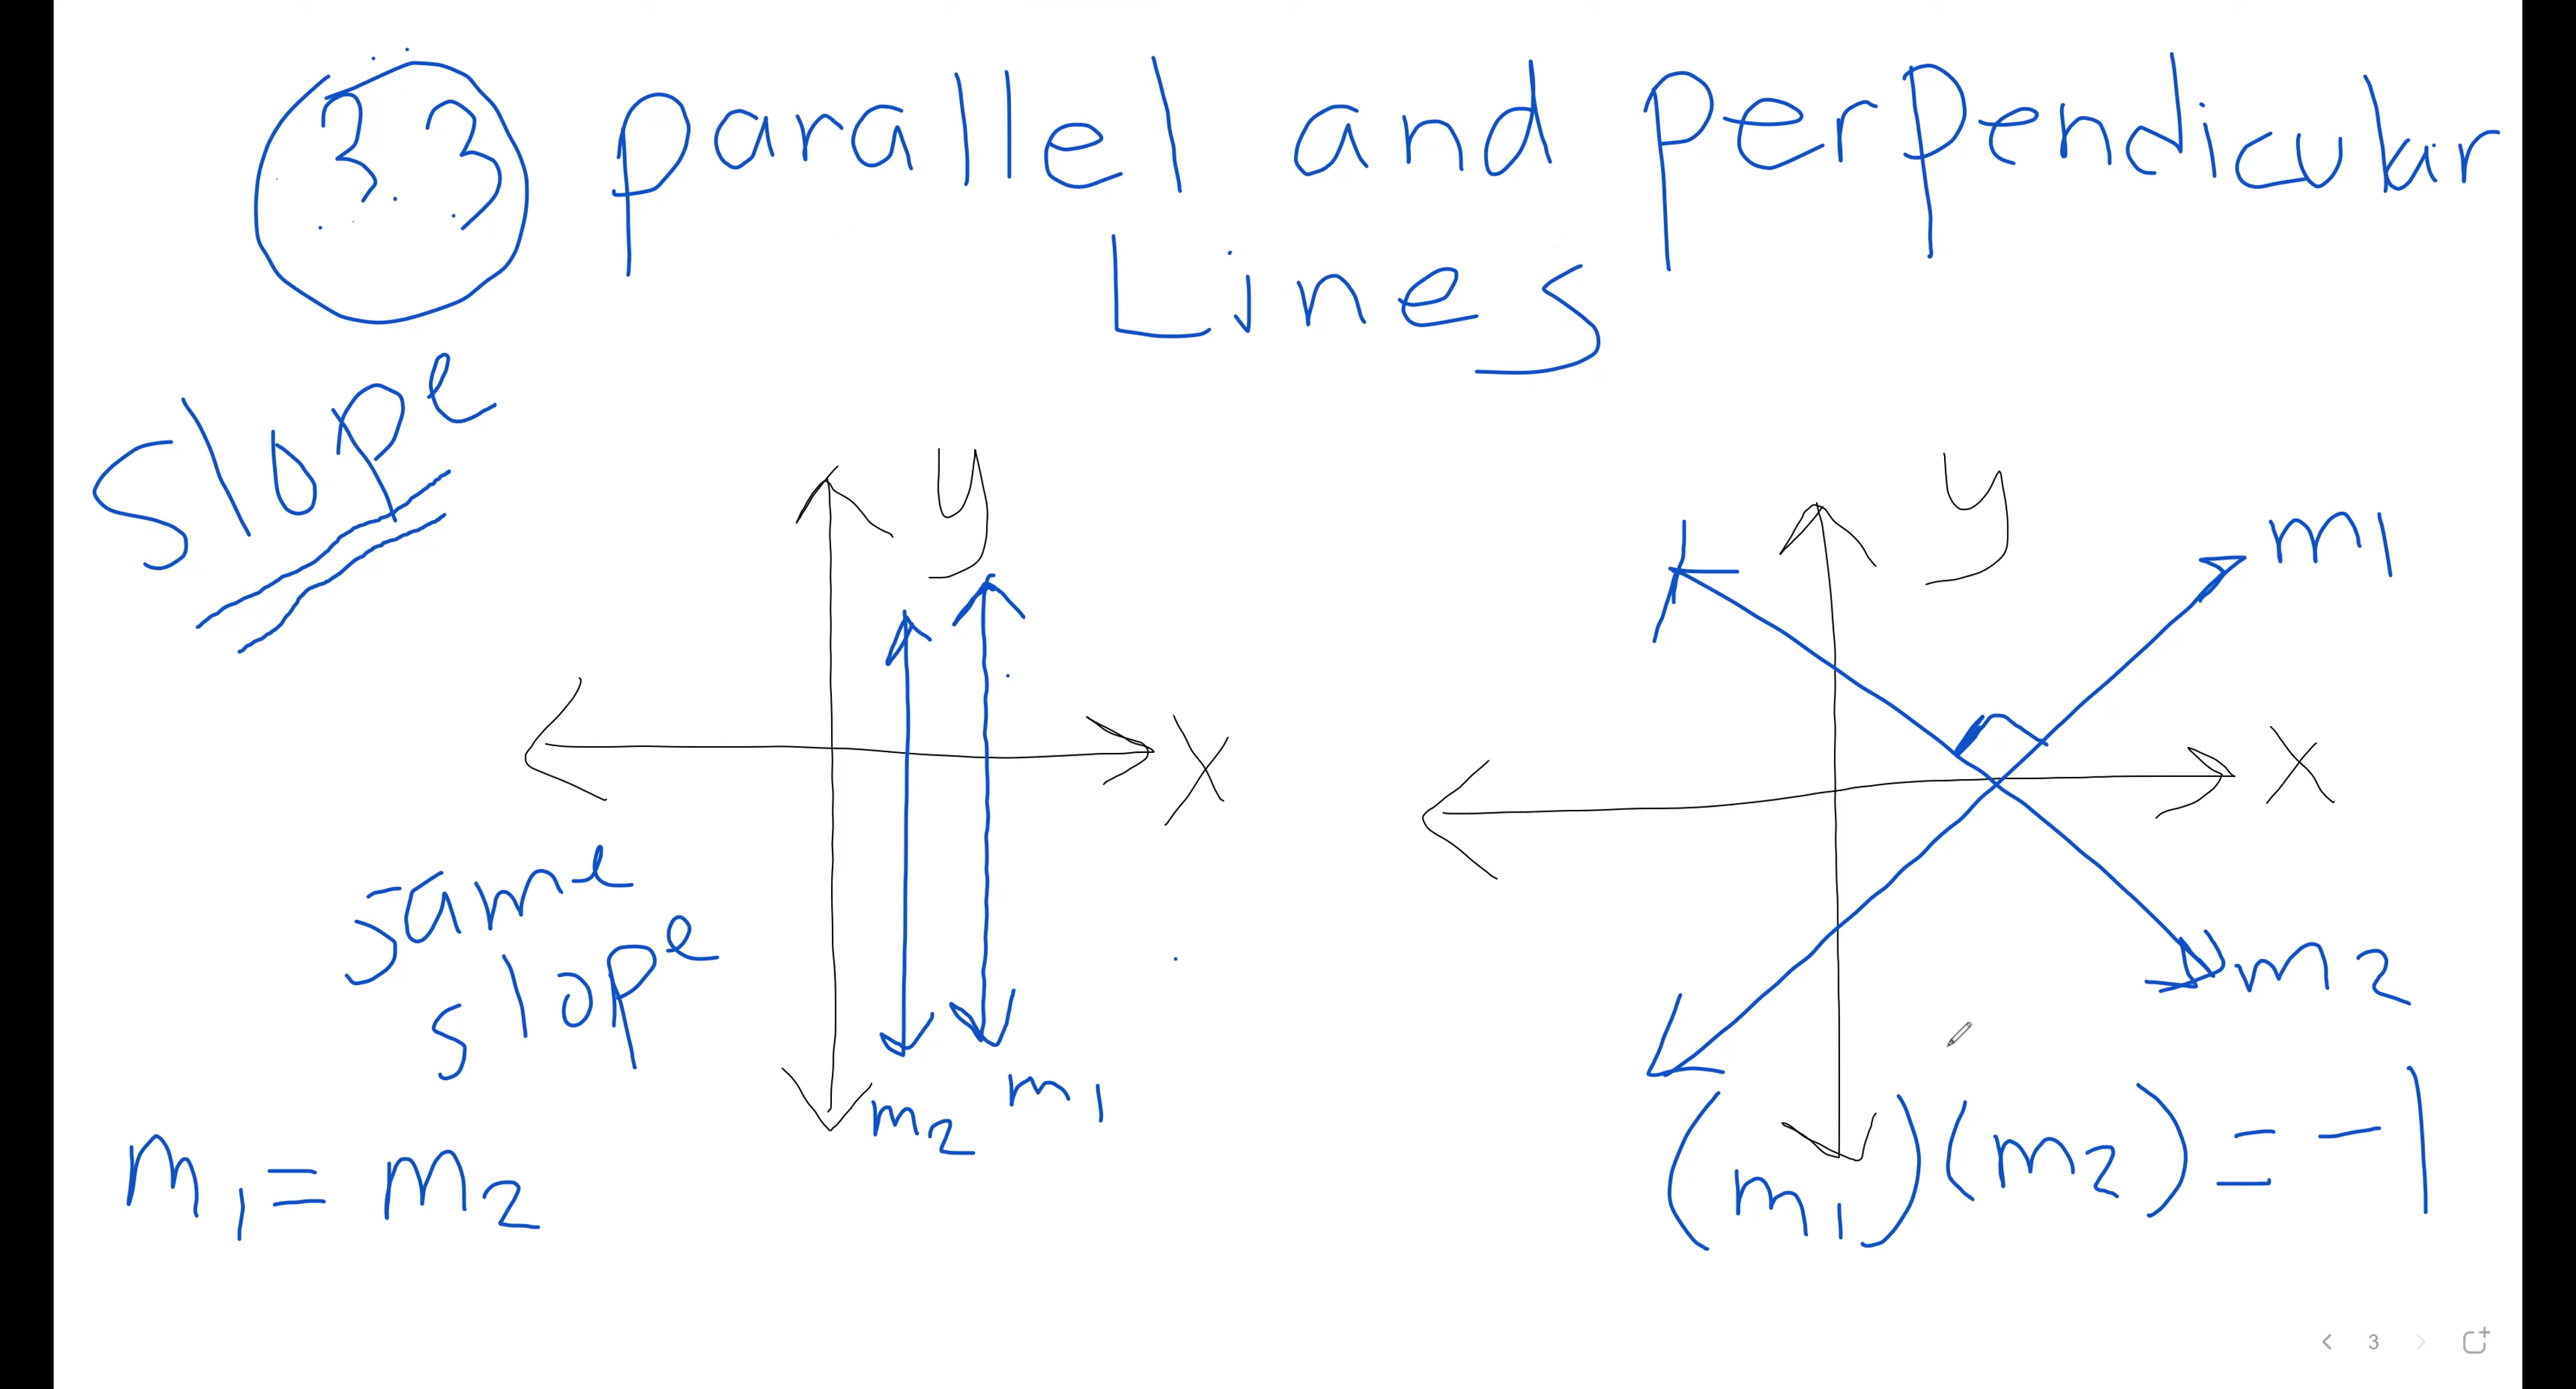 3.3 parallel and perpendicular
Lines
slope
y
x
same
slope
m2 m1
m1 = m2
y
m1
x
m2
(m1)(m2) = -1
3